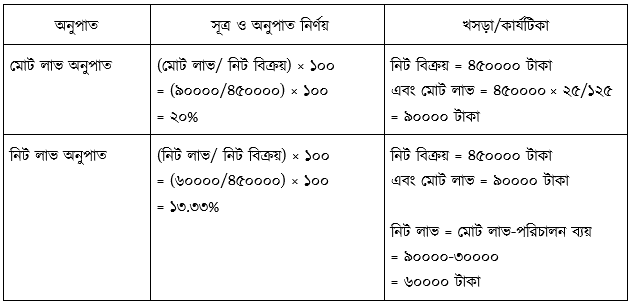 অনুপাত
সূত্র ও অনুপাত নির্ণয়
খসড়া/কার্যটিকা
মোট লাভ অনুপাত
(মোট লাভ/ নিট বিক্রয়) × ১০০
= (৯০০০০/৪৫০০০০) × ১০০
= ২০%
নিট বিক্রয় = ৪৫০০০০ টাকা
এবং মোট লাভ = ৪৫০০০০ × ২৫/১২৫
= ৯০০০০ টাকা
নিট লাভ অনুপাত
(নিট লাভ/ নিট বিক্রয়) × ১০০
= (৬০০০০/৪৫০০০০) × ১০০
= ১৩.৩৩%
নিট বিক্রয় = ৪৫০০০০ টাকা
এবং মোট লাভ = ৯০০০০ টাকা
নিট লাভ = মোট লাভ-পরিচালন ব্যয়
= ৯০০০০-৩০০০০
= ৬০০০০ টাকা